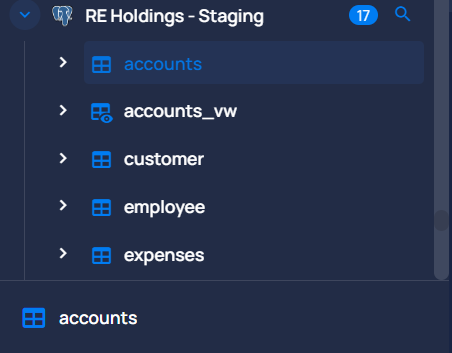 RE Holdings - Staging 17
accounts
accounts_vw
customer
employee
expenses
accounts